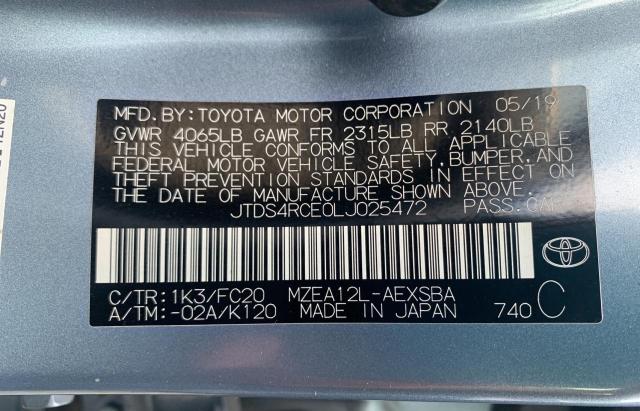 MFD.BY:TOYOTA MOTOR CORPORATION 05/19
GVWR 4065LB GAWR FR 2315LB RR 2140LB
THIS VEHICLE CONFORMS TO ALL APPLICABLE
FEDERAL MOTOR VEHICLE SAFETY,BUMPER,AND
THEFT PREVENTION STANDARDS IN EFFECT ON
THE DATE OF MANUFACTURE SHOWN ABOVE.
JTDS4RCE0LJ025472 PASS.CAR
C/TR:1K3/FC20 MZEA12L-AEXSBA
A/TM:-02A/K120 MADE IN JAPAN 740 C